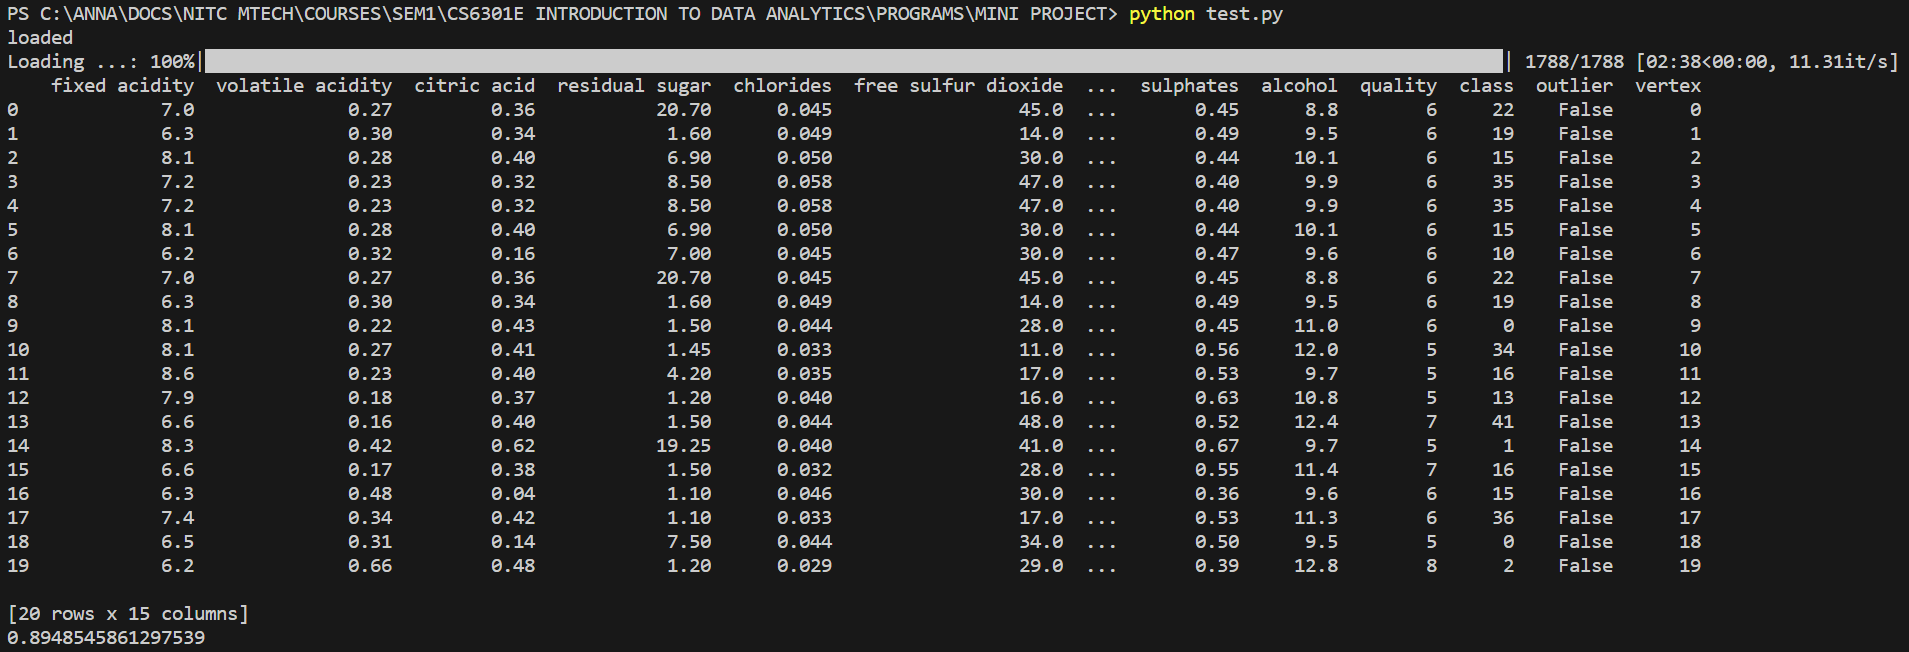 PS C:\ANNA\DOCS\NITC MTECH\COURSES\SEM1\CS6301E INTRODUCTION TO DATA ANALYTICS\PROGRAMS\MINI PROJECT> python test.py
loaded
Loading ...: 100%| | 1788/1788 [02:38<00:00, 11.31it/s]
fixed acidity volatile acidity citric acid residual sugar chlorides free sulfur dioxide ... sulphates alcohol quality class outlier vertex
0 7.0 0.27 0.36 20.70 0.045 45.0 ... 0.45 8.8 6 22 False 0
1 6.3 0.30 0.34 1.60 0.049 14.0 ... 0.49 9.5 6 19 False 1
2 8.1 0.28 0.40 6.90 0.050 30.0 ... 0.44 10.1 6 15 False 2
3 7.2 0.23 0.32 8.50 0.058 47.0 ... 0.40 9.9 6 35 False 3
4 7.2 0.23 0.32 8.50 0.058 47.0 ... 0.40 9.9 6 35 False 4
5 8.1 0.28 0.40 6.90 0.050 30.0 ... 0.44 10.1 6 15 False 5
6 6.2 0.32 0.16 7.00 0.045 30.0 ... 0.47 9.6 6 10 False 6
7 7.0 0.27 0.36 20.70 0.045 45.0 ... 0.45 8.8 6 22 False 7
8 6.3 0.30 0.34 1.60 0.049 14.0 ... 0.49 9.5 6 19 False 8
9 8.1 0.22 0.43 1.50 0.044 28.0 ... 0.45 11.0 6 0 False 9
10 8.1 0.27 0.41 1.45 0.033 11.0 ... 0.56 12.0 5 34 False 10
11 8.6 0.23 0.40 4.20 0.035 17.0 ... 0.53 9.7 5 16 False 11
12 7.9 0.18 0.37 1.20 0.040 16.0 ... 0.63 10.8 5 13 False 12
13 6.6 0.16 0.40 1.50 0.044 48.0 ... 0.52 12.4 7 41 False 13
14 8.3 0.42 0.62 19.25 0.040 41.0 ... 0.67 9.7 5 1 False 14
15 6.6 0.17 0.38 1.50 0.032 28.0 ... 0.55 11.4 7 16 False 15
16 6.3 0.48 0.04 1.10 0.046 30.0 ... 0.36 9.6 6 15 False 16
17 7.4 0.34 0.42 1.10 0.033 17.0 ... 0.53 11.3 6 36 False 17
18 6.5 0.31 0.14 7.50 0.044 34.0 ... 0.50 9.5 5 0 False 18
19 6.2 0.66 0.48 1.20 0.029 29.0 ... 0.39 12.8 8 2 False 19
[20 rows x 15 columns]
0.8948545861297539